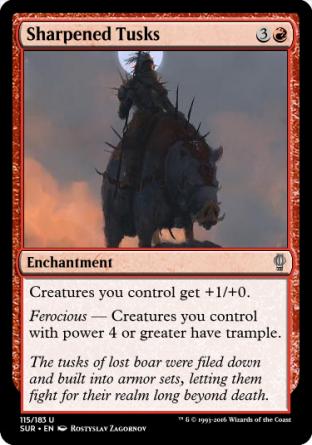 Sharpened Tusks 3
Enchantment
Creatures you control get +1/+0.
Ferocious — Creatures you control
with power 4 or greater have trample.
The tusks of lost boar were filed down
and built into armor sets, letting them
fight for their realm long beyond death.
115/183 U
SUR • EN Rostyslav Zagornov
™ & © 1993-2016 Wizards of the Coast